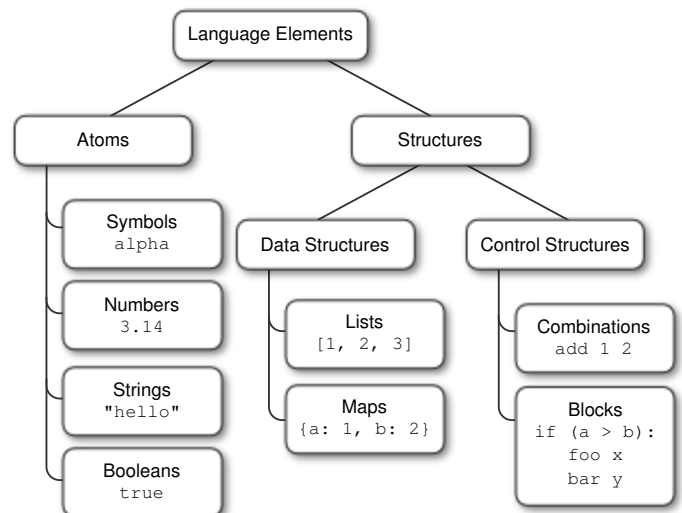 Language Elements
Atoms
Structures
Symbols
alpha
Numbers
3.14
Strings
"hello"
Booleans
true
Data Structures
Lists
[1, 2, 3]
Maps
{a: 1, b: 2}
Control Structures
Combinations
add 1 2
Blocks
if (a > b):
foo x
bar y